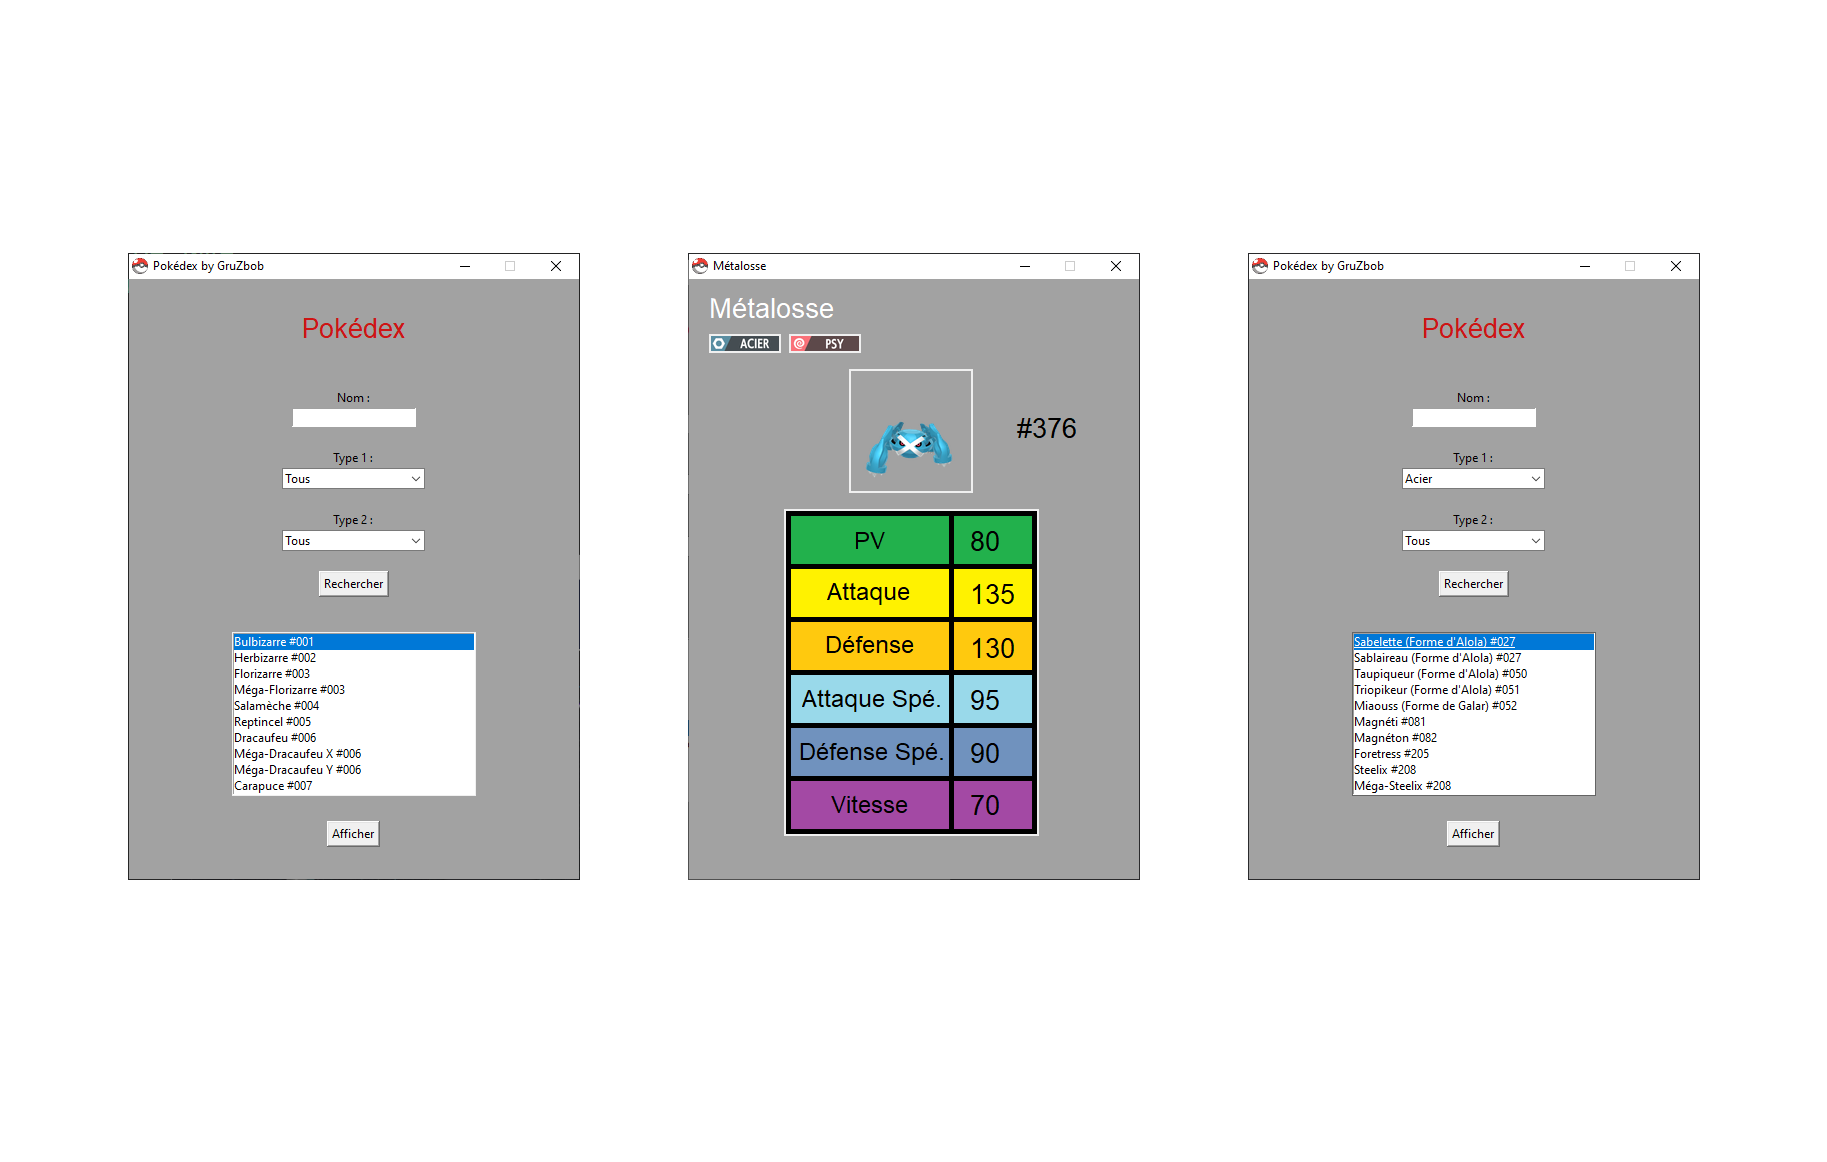 Pokédex by GruZbob
Pokédex
Nom :
Type 1 :
Tous
Type 2 :
Tous
Rechercher
Bulbizarre #001
Herbizarre #002
Florizarre #003
Méga-Florizarre #003
Salamèche #004
Reptincel #005
Dracaufeu #006
Méga-Dracaufeu X #006
Méga-Dracaufeu Y #006
Carapuce #007
Afficher
Métalosse
Métalosse
ACIER PSY
#376
PV 80
Attaque 135
Défense 130
Attaque Spé. 95
Défense Spé. 90
Vitesse 70
Pokédex by GruZbob
Pokédex
Nom :
Type 1 :
Acier
Type 2 :
Tous
Rechercher
Sabelette (Forme d'Alola) #027
Sablaireau (Forme d'Alola) #027
Taupiqueur (Forme d'Alola) #050
Triopikeur (Forme d'Alola) #051
Miaouss (Forme de Galar) #052
Magnéti #081
Magnéton #082
Foretress #205
Steelix #208
Méga-Steelix #208
Afficher